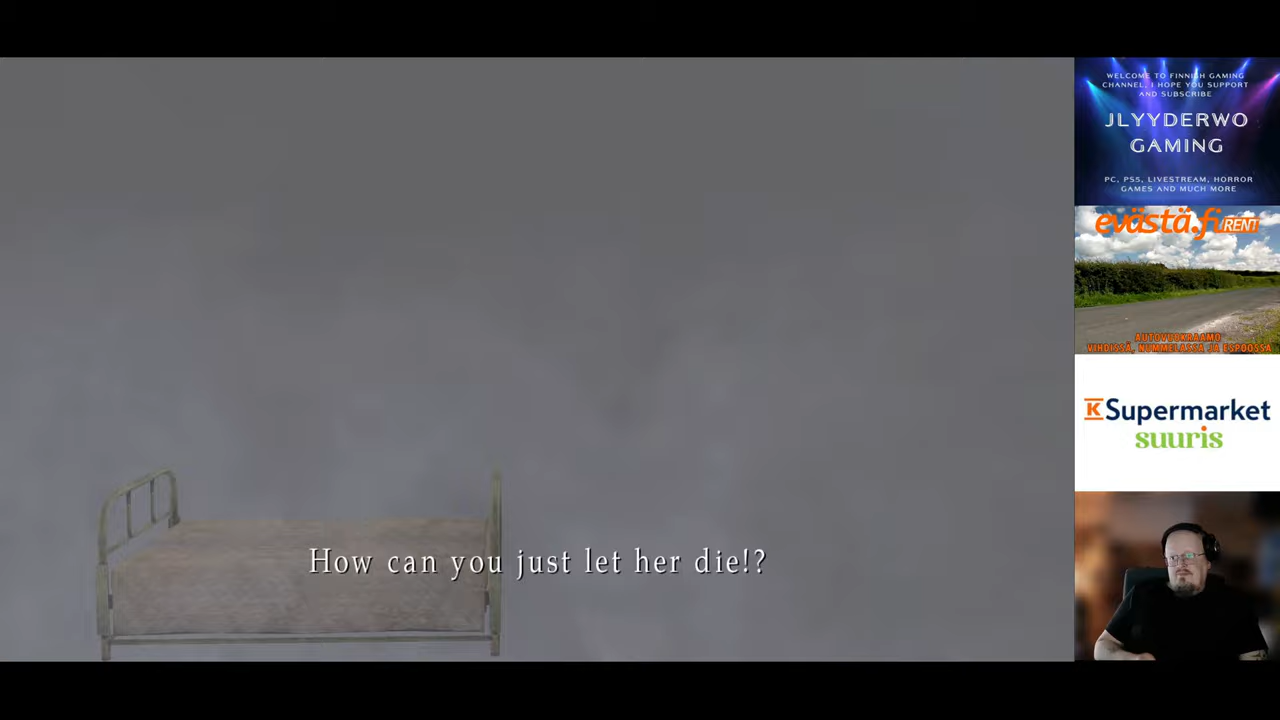 How can you just let her die!?
WELCOME TO FINNISH GAMING
CHANNEL, I HOPE YOU SUPPORT
AND SUBSCRIBE
JLYYDERWO
GAMING
PC, PS5, LIVESTREAM, HORROR
GAMES AND MUCH MORE
evästä.fi RENT
AUTOVUOKRAAMO
VIHDISSÄ, NUMMELASSA JA ESPOOSSA
K Supermarket
suuris